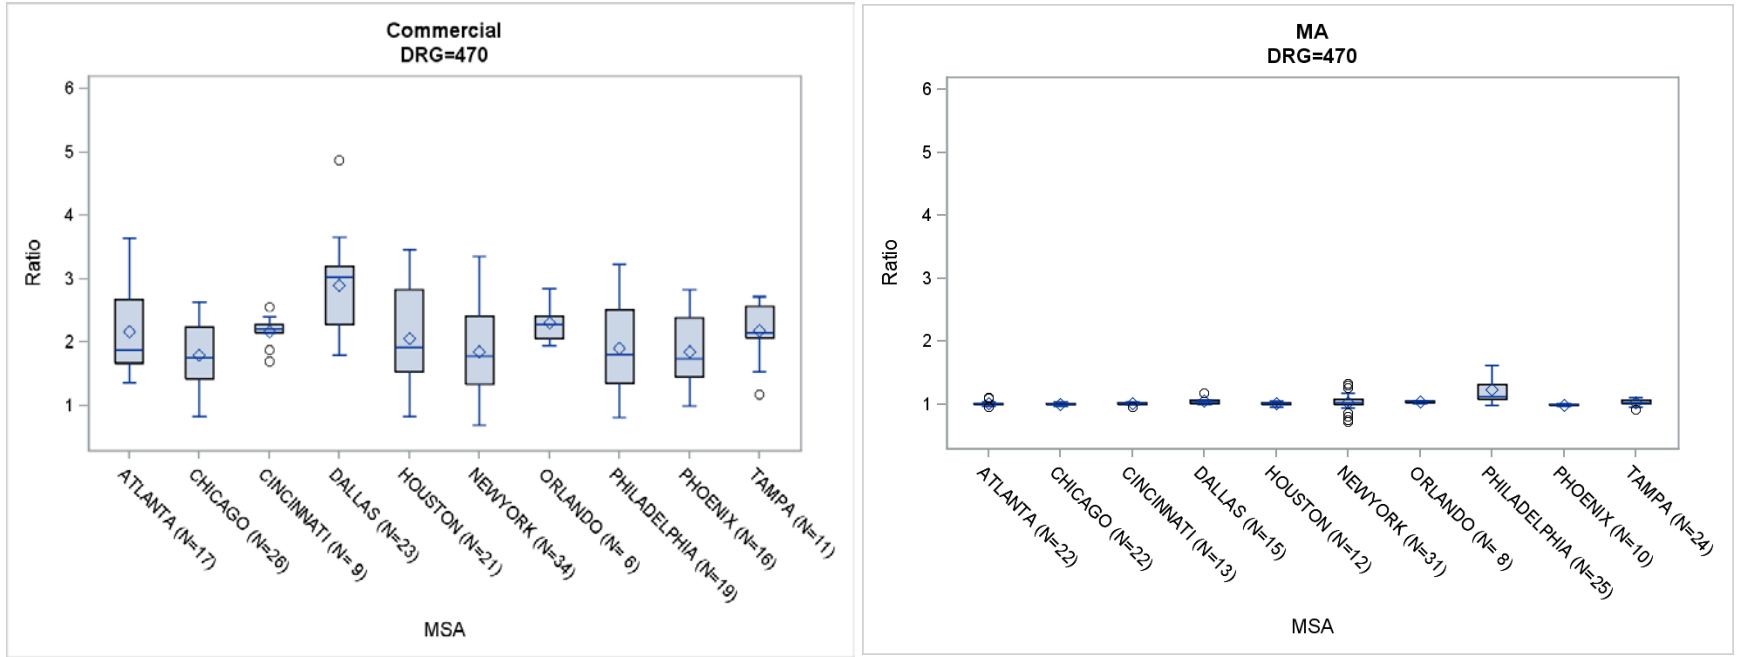 Commercial
DRG=470
6
5
4
3
2
1
Ratio
ATLANTA (N=17)
CHICAGO (N=26)
CINCINNATI (N= 9)
DALLAS (N=23)
HOUSTON (N=21)
NEWYORK (N=34)
ORLANDO (N= 6)
PHILADELPHIA (N=19)
PHOENIX (N=16)
TAMPA (N=11)
MSA
MA
DRG=470
6
5
4
3
2
1
Ratio
ATLANTA (N=22)
CHICAGO (N=22)
CINCINNATI (N=13)
DALLAS (N=15)
HOUSTON (N=12)
NEWYORK (N=31)
ORLANDO (N= 8)
PHILADELPHIA (N=25)
PHOENIX (N=10)
TAMPA (N=24)
MSA